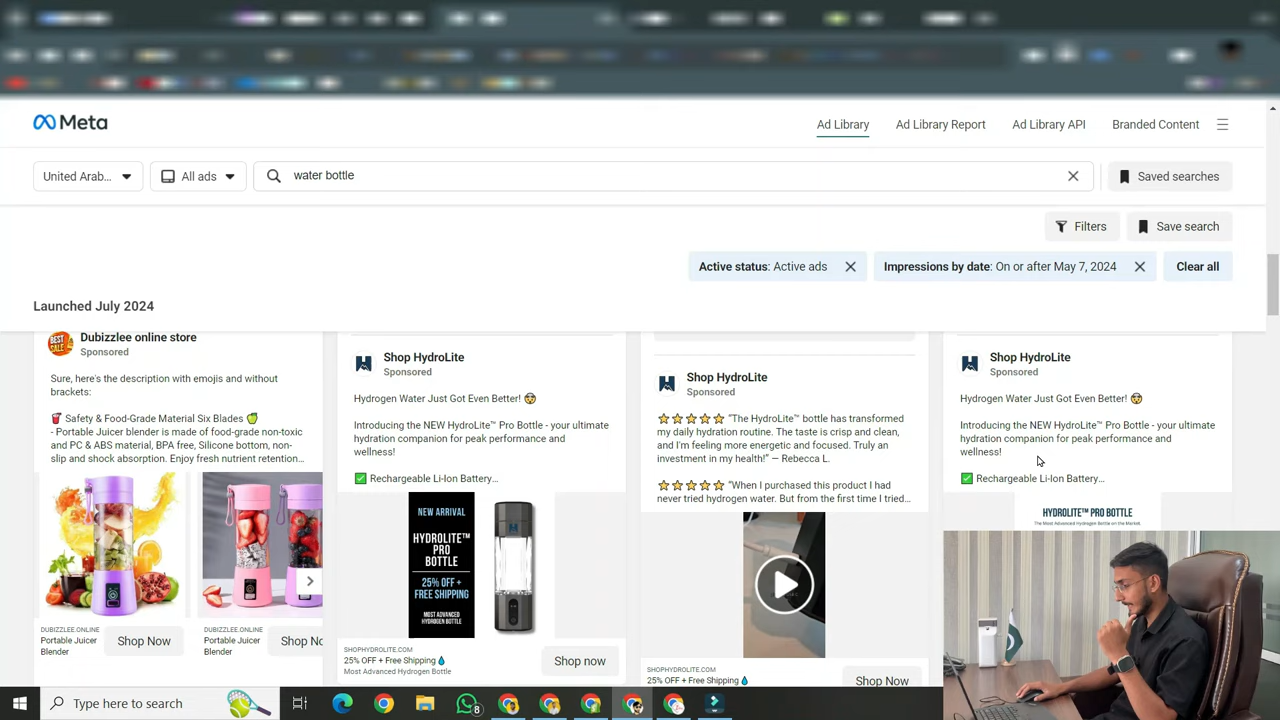 Meta
Ad Library
Ad Library Report
Ad Library API
Branded Content
United Arab...
All ads
water bottle
Saved searches
Filters
Save search
Active status: Active ads
Impressions by date: On or after May 7, 2024
Clear all
Launched July 2024
BEST SALE
Dubizzlee online store
Sponsored
Sure, here's the description with emojis and without
brackets:
🥤 Safety & Food-Grade Material Six Blades 🍏
- Portable Juicer blender is made of food-grade non-toxic
and PC & ABS material, BPA free, Silicone bottom, non-
slip and shock absorption. Enjoy fresh nutrient retention...
DUBIZZLEE.ONLINE
Portable Juicer
Blender
Shop Now
DUBIZZLEE.ONLINE
Portable Juicer
Blender
Shop No
Shop HydroLite
Sponsored
Hydrogen Water Just Got Even Better! 🤯
Introducing the NEW HydroLite™ Pro Bottle - your ultimate
hydration companion for peak performance and
wellness!
✅ Rechargeable Li-Ion Battery...
NEW ARRIVAL
HYDROLITE™
PRO
BOTTLE
25% OFF +
FREE SHIPPING
MOST ADVANCED
HYDROGEN BOTTLE
SHOPHYDROLITE.COM
25% OFF + Free Shipping💧
Most Advanced Hydrogen Bottle
Shop now
Shop HydroLite
Sponsored
⭐⭐⭐⭐⭐ "The HydroLite™ bottle has transformed
my daily hydration routine. The taste is crisp and clean,
and I'm feeling more energetic and focused. Truly an
investment in my health!" — Rebecca L.
⭐⭐⭐⭐⭐ "When I purchased this product I had
never tried hydrogen water. But from the first time I tried...
SHOPHYDROLITE.COM
25% OFF + Free Shipping💧
Shop Now
Shop HydroLite
Sponsored
Hydrogen Water Just Got Even Better! 🤯
Introducing the NEW HydroLite™ Pro Bottle - your ultimate
hydration companion for peak performance and
wellness!
✅ Rechargeable Li-Ion Battery...
HYDROLITE™ PRO BOTTLE
The Most Advanced Hydrogen Bottle on the Market
Type here to search
8